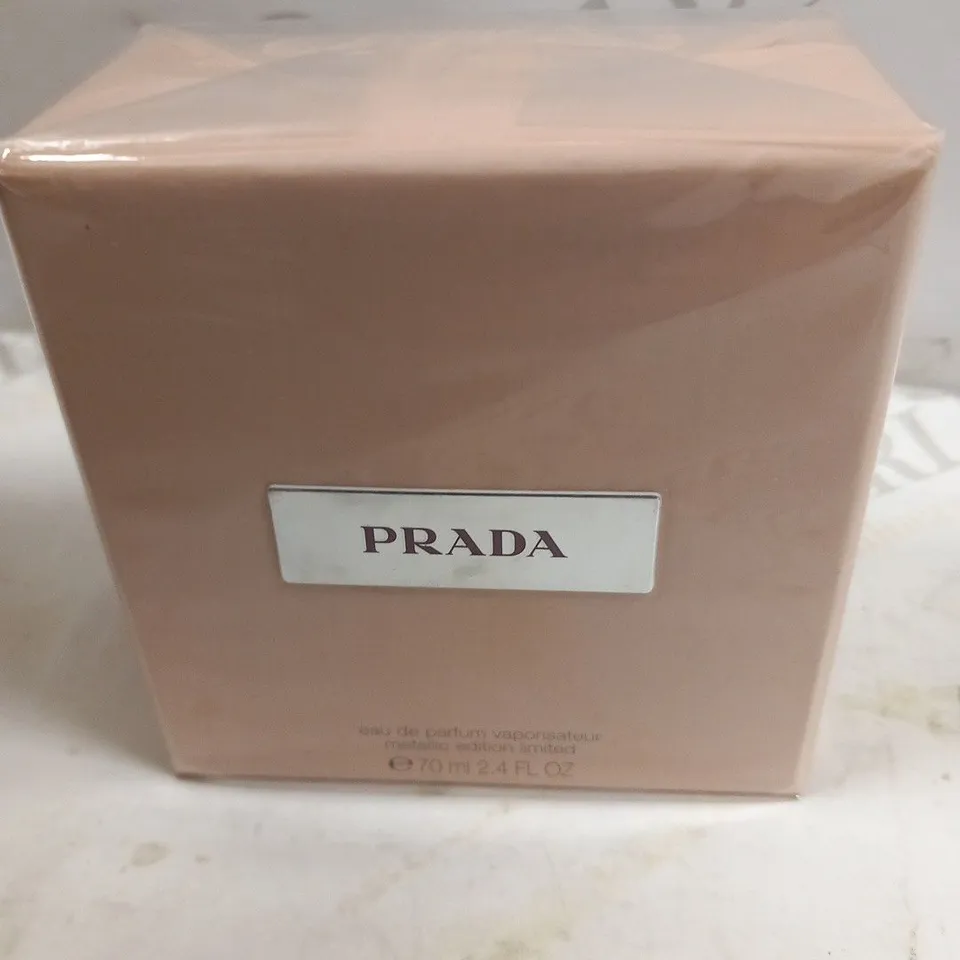 PRADA
eau de parfum vaporisateur
metallic edition limited
℮ 70 ml 2.4 FL OZ